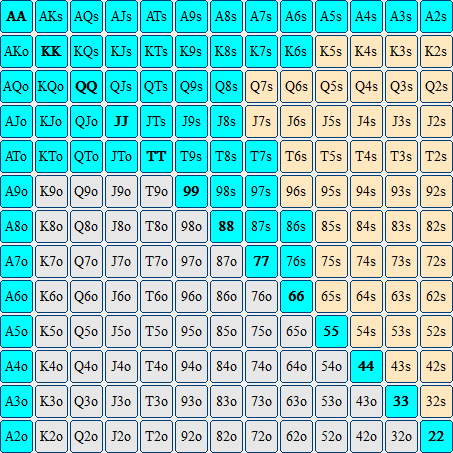 AA AKs AQs AJs ATs A9s A8s A7s A6s A5s A4s A3s A2s
AKo KK KQs KJs KTs K9s K8s K7s K6s K5s K4s K3s K2s
AQo KQo QQ QJs QTs Q9s Q8s Q7s Q6s Q5s Q4s Q3s Q2s
AJo KJo QJo JJ JTs J9s J8s J7s J6s J5s J4s J3s J2s
ATo KTo QTo JTo TT T9s T8s T7s T6s T5s T4s T3s T2s
A9o K9o Q9o J9o T9o 99 98s 97s 96s 95s 94s 93s 92s
A8o K8o Q8o J8o T8o 98o 88 87s 86s 85s 84s 83s 82s
A7o K7o Q7o J7o T7o 97o 87o 77 76s 75s 74s 73s 72s
A6o K6o Q6o J6o T6o 96o 86o 76o 66 65s 64s 63s 62s
A5o K5o Q5o J5o T5o 95o 85o 75o 65o 55 54s 53s 52s
A4o K4o Q4o J4o T4o 94o 84o 74o 64o 54o 44 43s 42s
A3o K3o Q3o J3o T3o 93o 83o 73o 63o 53o 43o 33 32s
A2o K2o Q2o J2o T2o 92o 82o 72o 62o 52o 42o 32o 22